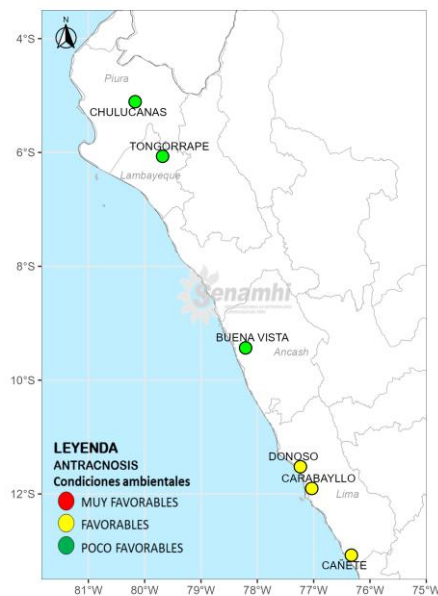 N
4°S
Piura
CHULUCANAS
TONGORRAPE
6°S
Lambayeque
8°S
Senamhi
BUENA VISTA
Ancash
10°S
DONOSO
CARABAYLLO
Lima
12°S
CAÑETE
LEYENDA
ANTRACNOSIS
Condiciones ambientales
MUY FAVORABLES
FAVORABLES
POCO FAVORABLES
81°W 80°W 79°W 78°W 77°W 76°W 75°W